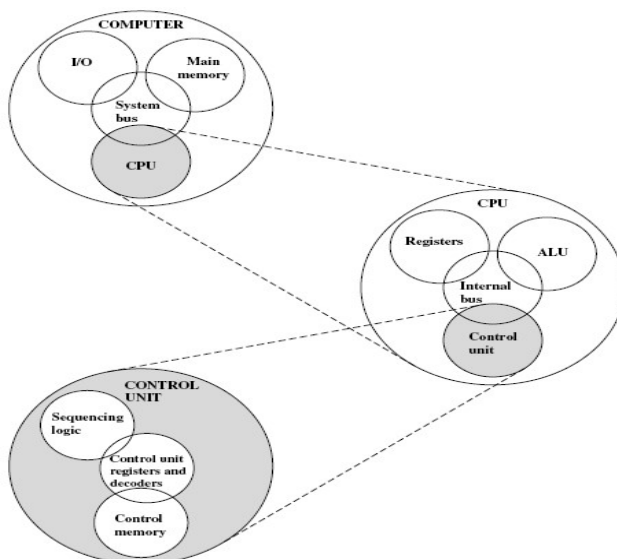 COMPUTER
I/O
Main
memory
System
bus
CPU
CPU
Registers
ALU
Internal
bus
Control
unit
CONTROL
UNIT
Sequencing
logic
Control unit
registers and
decoders
Control
memory